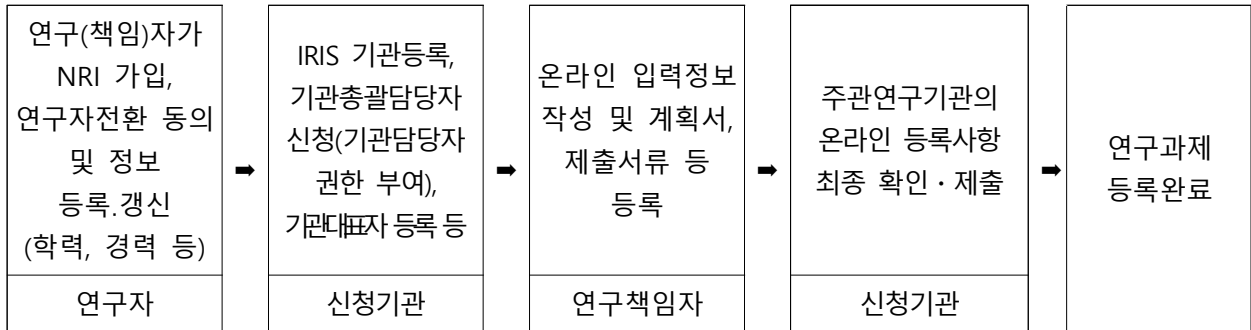 연구(책임)자가
NRI 가입,
연구자전환 동의
및 정보
등록.갱신
(학력, 경력 등)
연구자
➡
IRIS 기관등록,
기관총괄담당자
신청(기관담당자
권한 부여),
기관대표자 등록 등
신청기관
➡
온라인 입력정보
작성 및 계획서,
제출서류 등
등록
연구책임자
➡
주관연구기관의
온라인 등록사항
최종 확인・제출
신청기관
➡
연구과제
등록완료